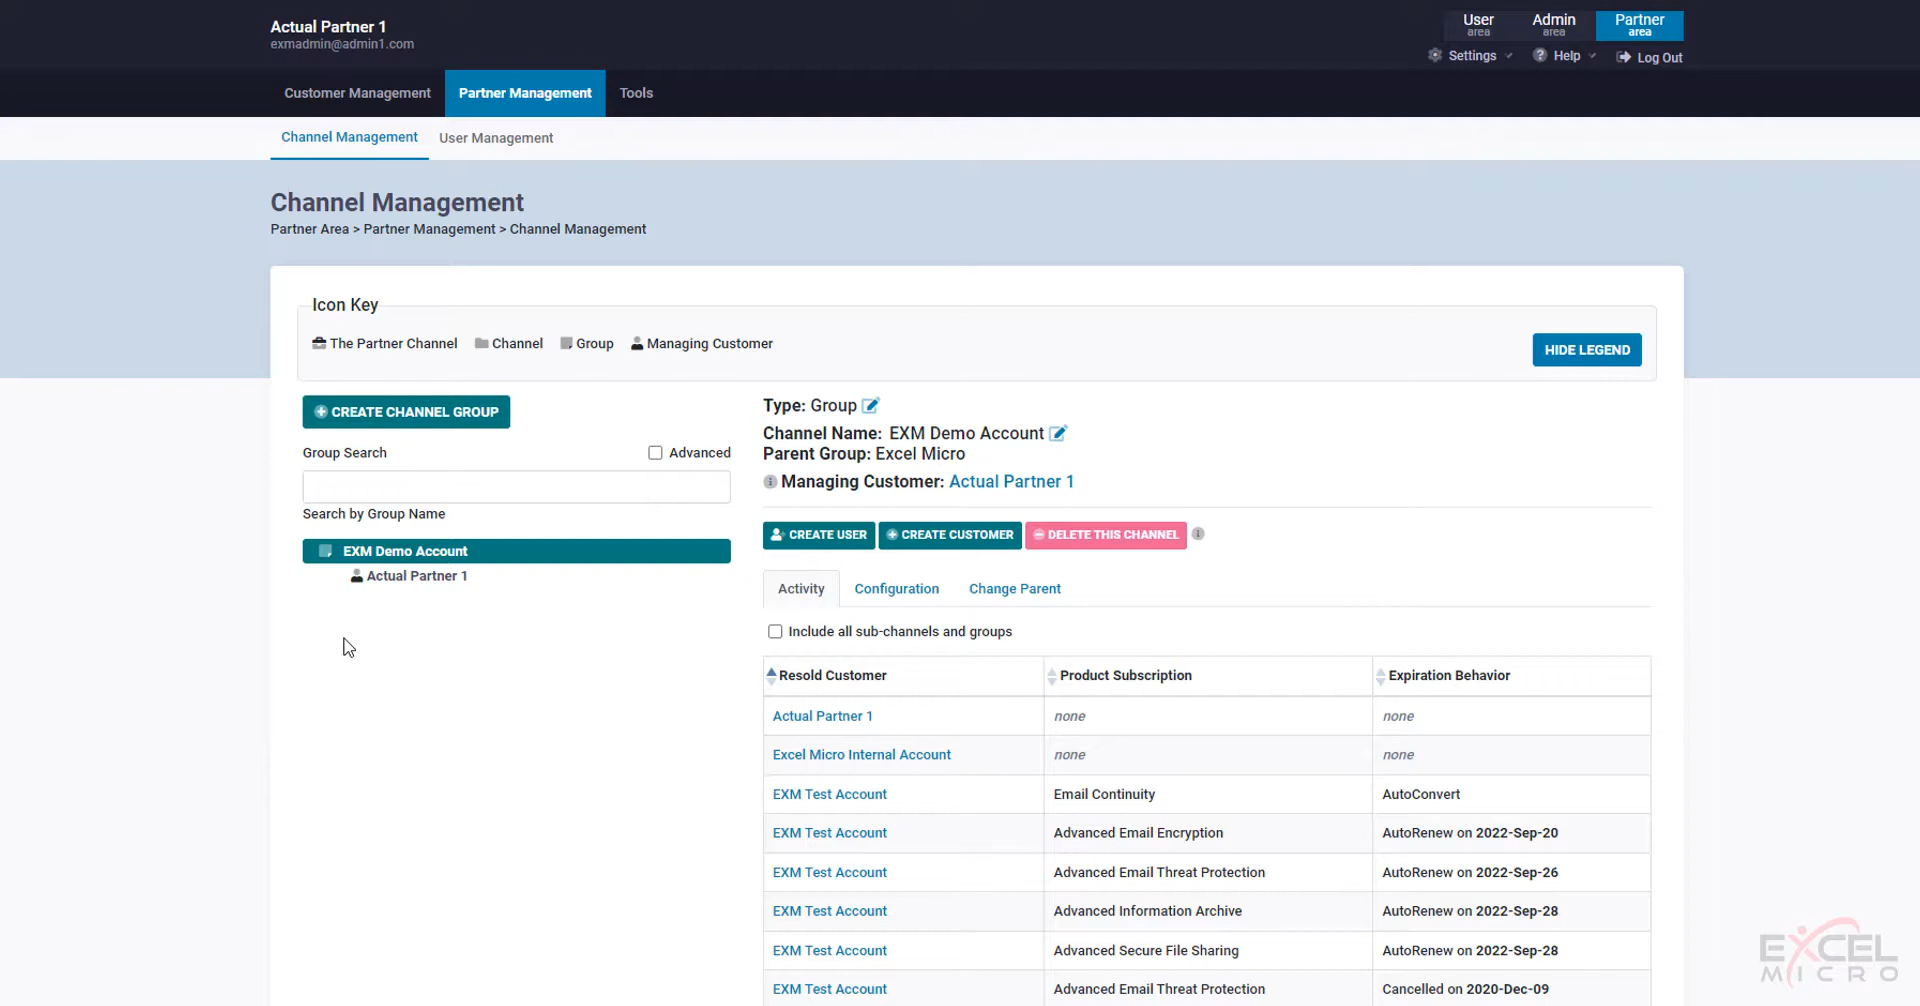 Actual Partner 1
exmadmin@admin1.com
User
area
Admin
area
Partner
area
Settings
Help
Log Out
Customer Management
Partner Management
Tools
Channel Management
User Management
Channel Management
Partner Area > Partner Management > Channel Management
Icon Key
The Partner Channel
Channel
Group
Managing Customer
HIDE LEGEND
CREATE CHANNEL GROUP
Group Search
Advanced
Search by Group Name
EXM Demo Account
Actual Partner 1
Type: Group
Channel Name: EXM Demo Account
Parent Group: Excel Micro
Managing Customer: Actual Partner 1
CREATE USER
CREATE CUSTOMER
DELETE THIS CHANNEL
Activity
Configuration
Change Parent
Include all sub-channels and groups
Resold Customer Product Subscription Expiration Behavior
Actual Partner 1 none none
Excel Micro Internal Account none none
EXM Test Account Email Continuity AutoConvert
EXM Test Account Advanced Email Encryption AutoRenew on 2022-Sep-20
EXM Test Account Advanced Email Threat Protection AutoRenew on 2022-Sep-26
EXM Test Account Advanced Information Archive AutoRenew on 2022-Sep-28
EXM Test Account Advanced Secure File Sharing AutoRenew on 2022-Sep-28
EXM Test Account Advanced Email Threat Protection Cancelled on 2020-Dec-09
EXCEL
MICRO